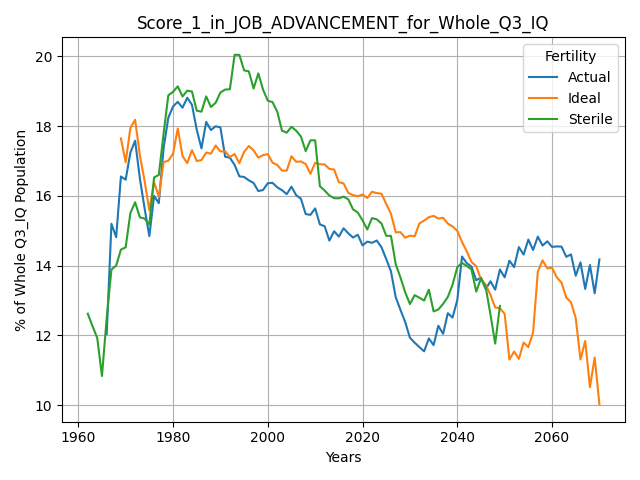 Score_1_in_JOB_ADVANCEMENT_for_Whole_Q3_IQ
% of Whole Q3_IQ Population
20
18
16
14
12
10
Fertility
Actual
Ideal
Sterile
1960 1980 2000 2020 2040 2060
Years